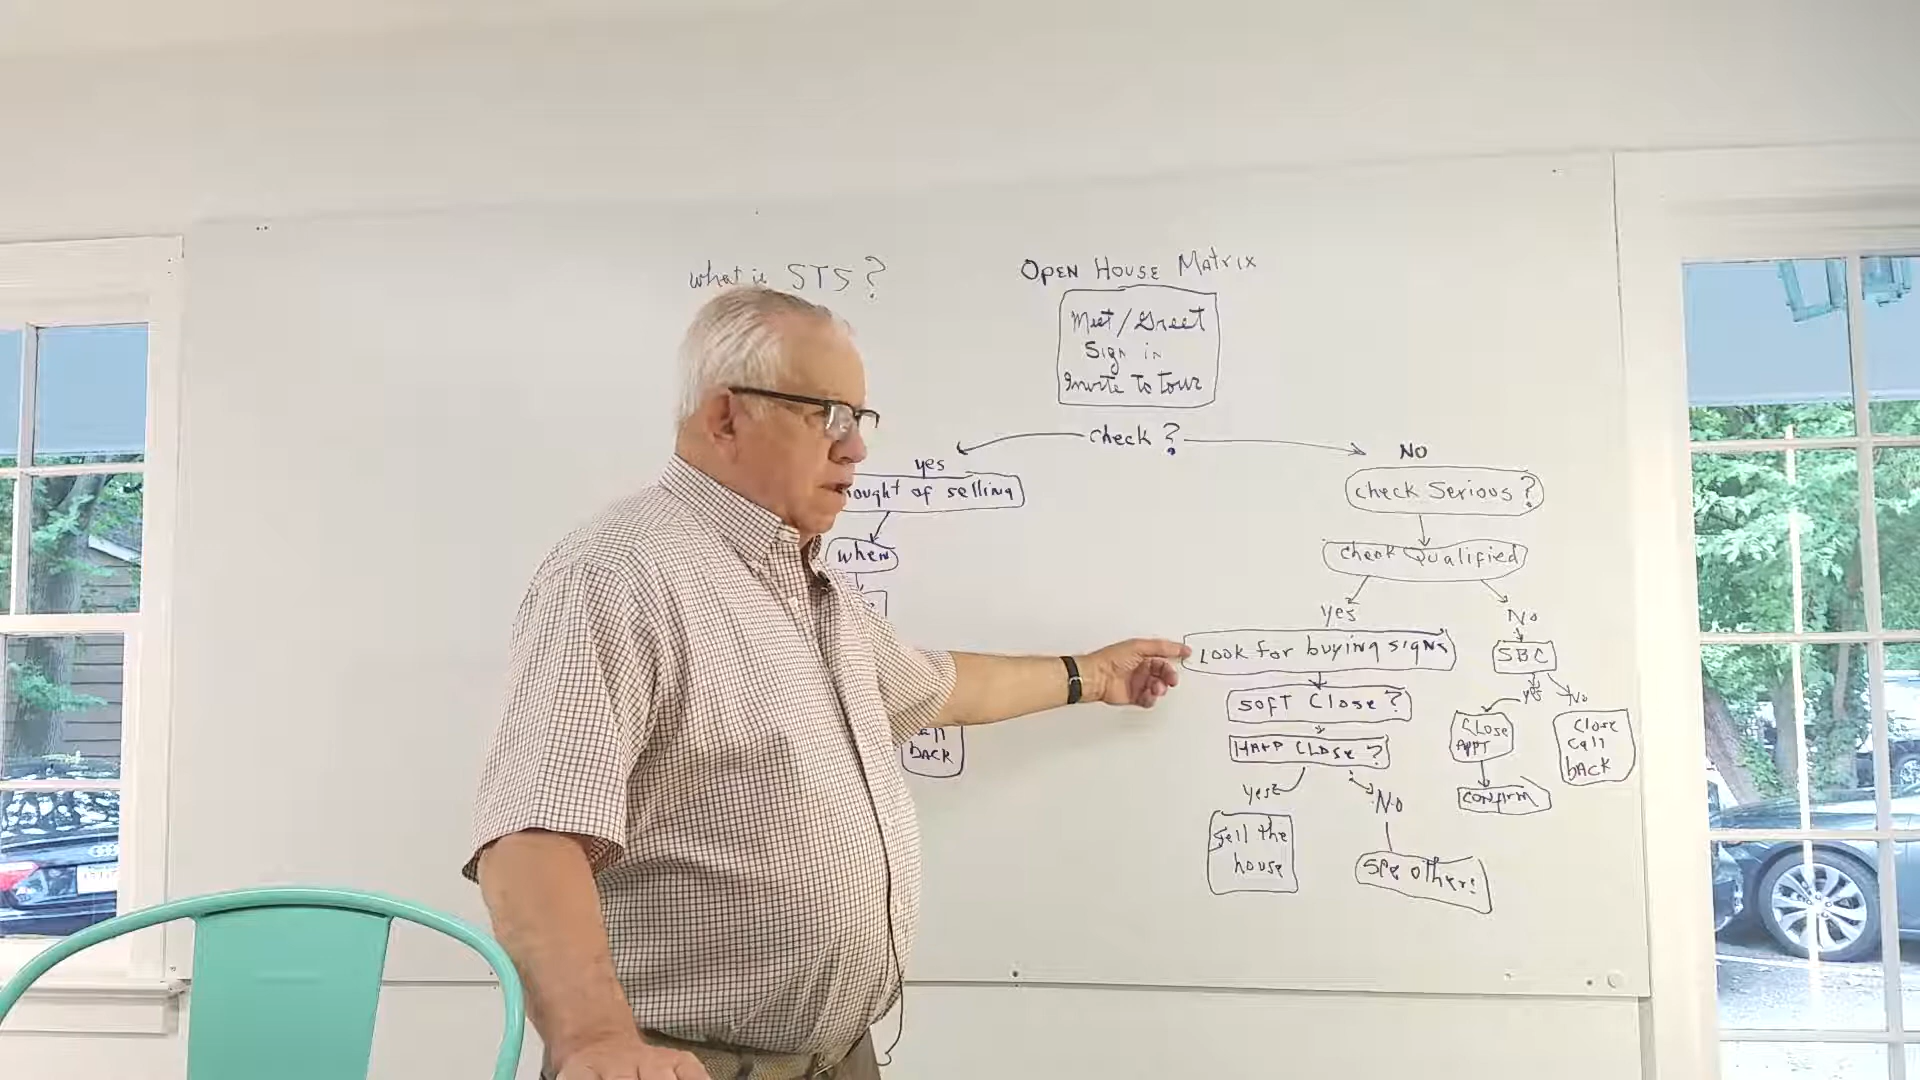 what is STS?
OPEN HOUSE MATRIX
Meet/Greet
Sign in
Invite To Tour
check?
yes
NO
ought of selling
check Serious?
when
check Qualified
yes
No
Look for buying signs
SBC
yes
No
SOFT Close?
HARD CLOSE?
CLOSE
APPT
Close
Call
bACK
BACK
yes
No
CONFIRM
Sell the
house
See other!